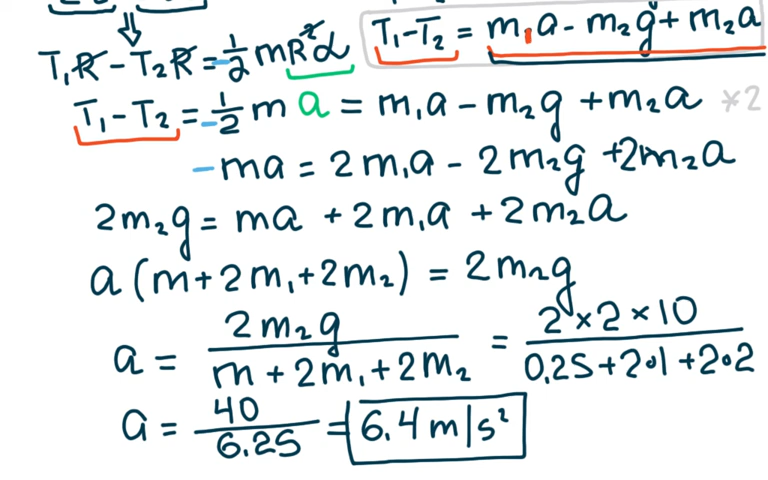 T₁-T₂ = m₁a - m₂g + m₂a
T₁R - T₂R = -1/2 mR²α
T₁-T₂ = -1/2 m a = m₁a - m₂g + m₂a ×2
-ma = 2m₁a - 2m₂g + 2m₂a
2m₂g = ma + 2m₁a + 2m₂a
a (m+2m₁+2m₂) = 2m₂g
a = 2m₂g / m + 2m₁ + 2m₂ = 2×2×10 / 0.25+2•1+2•2
a = 40 / 6.25 = 6.4 m/s²